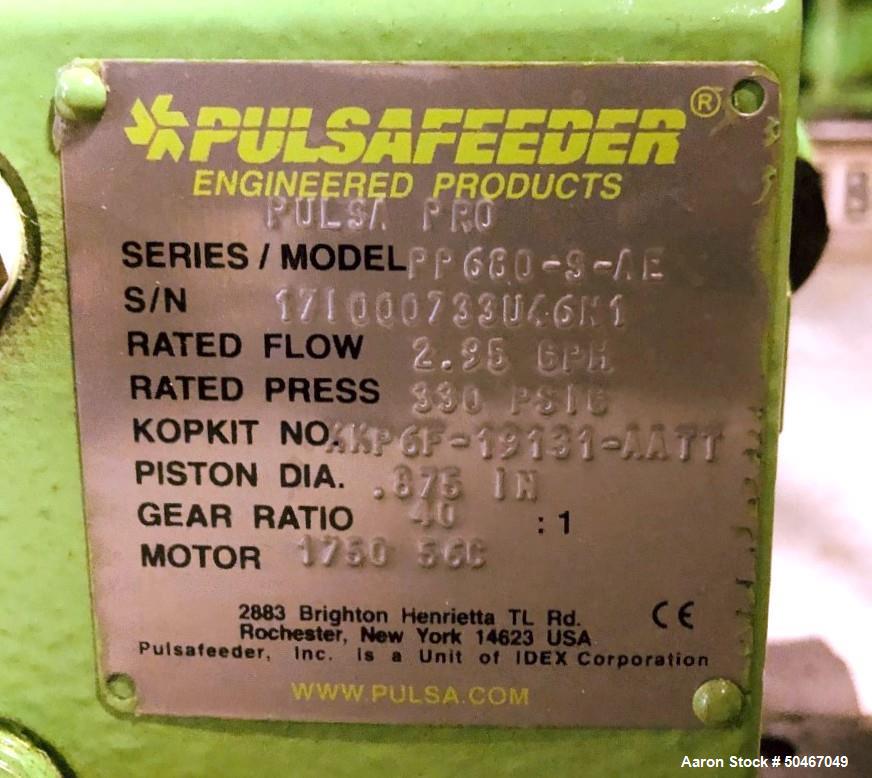 PULSAFEEDER®
ENGINEERED PRODUCTS
PULSA PRO
SERIES / MODEL PP680-S-AE
S/N
RATED FLOW 2.95 GPH
RATED PRESS 330 PSIG
KOPKIT NO. KKP6F-19131-AATT
PISTON DIA. .875 IN
GEAR RATIO 40 :1
MOTOR 1750 56C
2883 Brighton Henrietta TL Rd. CE
Rochester, New York 14623 USA
Pulsafeeder, Inc. is a Unit of IDEX Corporation
WWW.PULSA.COM
Aaron Stock # 50467049